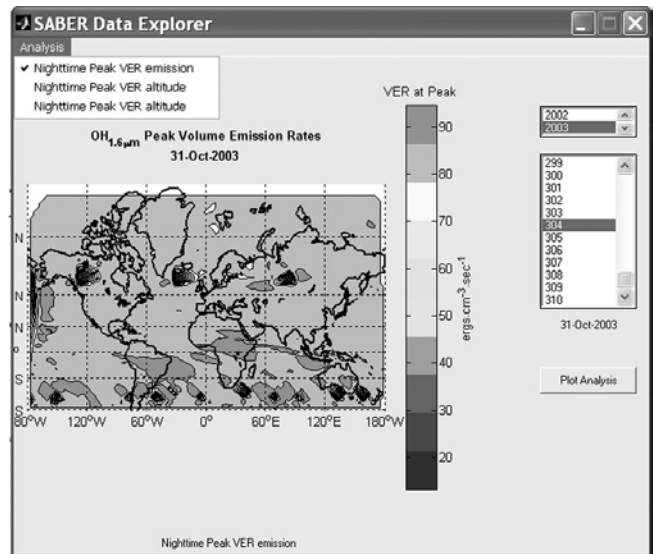 SABER Data Explorer
Analysis
✔ Nighttime Peak VER emission
Nighttime Peak VER altitude
Nighttime Peak VER altitude
OH1.6μm Peak Volume Emission Rates
31-Oct-2003
N
N
N
o
S
S
80°W 120°W 60°W 0° 60°E 120°E 180°W
Nighttime Peak VER emission
VER at Peak
90
80
70
60
50
40
30
20
ergs.cm-3.sec-1
2002
2003
299
300
301
302
303
304
305
306
307
308
309
310
31-Oct-2003
Plot Analysis